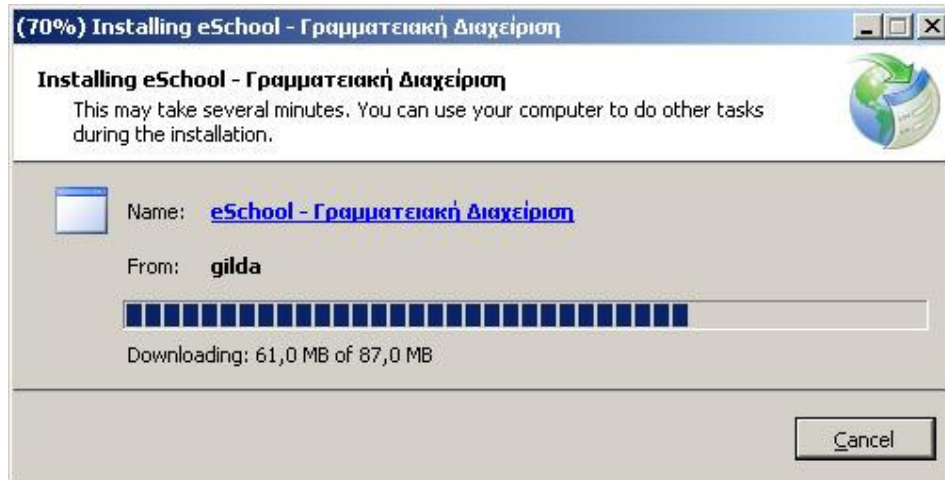 (70%) Installing eSchool - Γραμματειακή Διαχείριση
Installing eSchool - Γραμματειακή Διαχείριση
This may take several minutes. You can use your computer to do other tasks
during the installation.
Name: eSchool - Γραμματειακή Διαχείριση
From: gilda
Downloading: 61,0 MB of 87,0 MB
Cancel